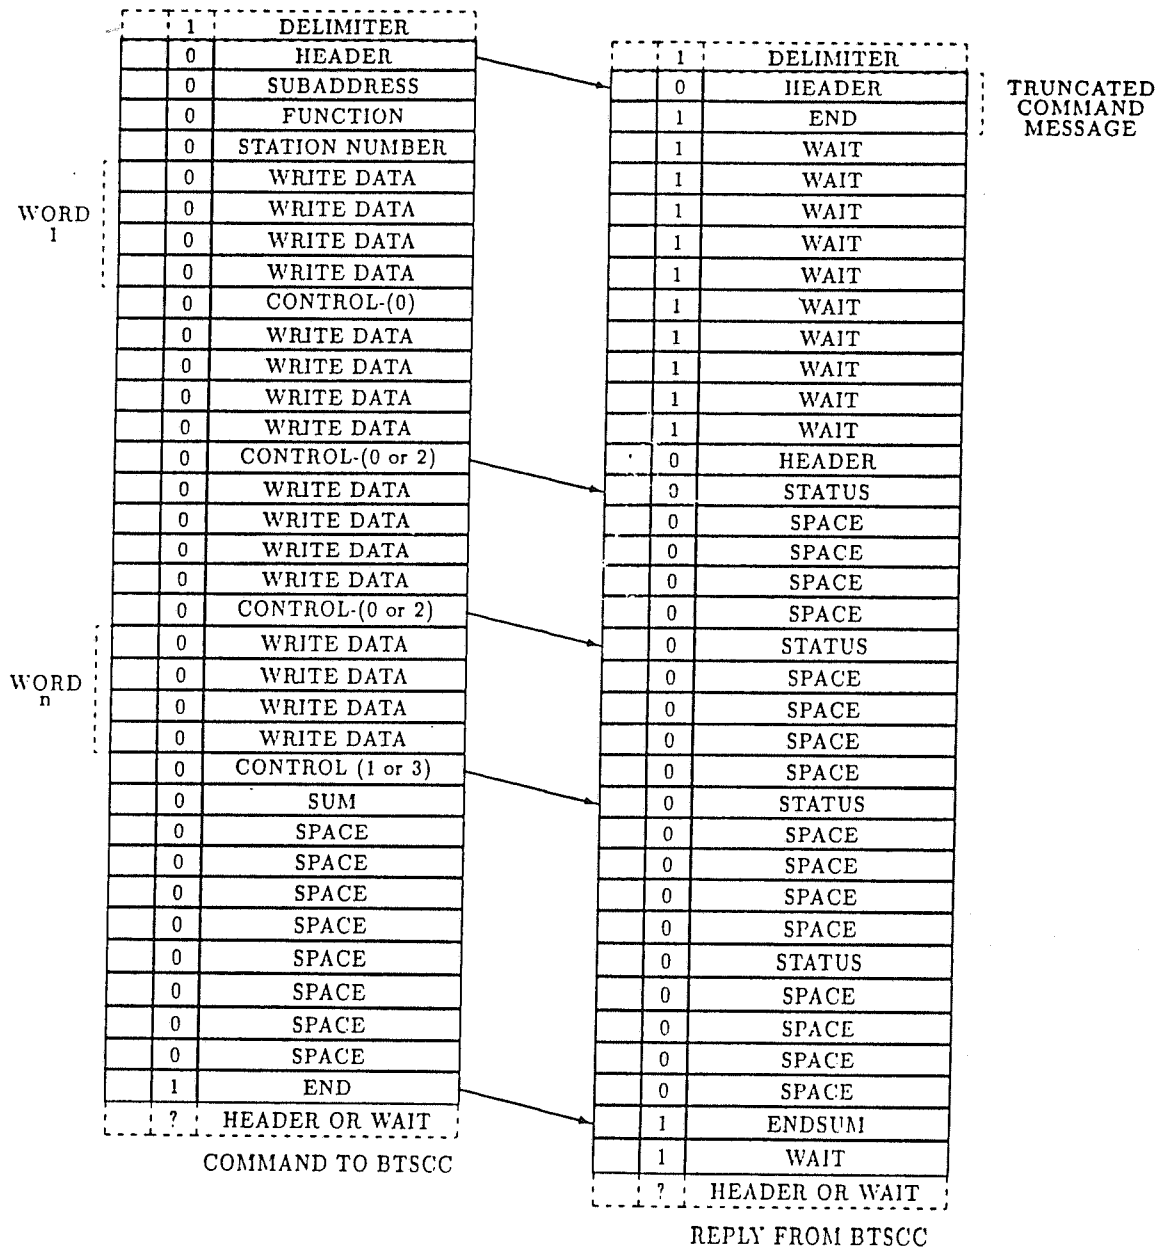 1 DELIMITER
0 HEADER
0 SUBADDRESS
0 FUNCTION
0 STATION NUMBER
WORD
1
0 WRITE DATA
0 WRITE DATA
0 WRITE DATA
0 WRITE DATA
0 CONTROL-(0)
0 WRITE DATA
0 WRITE DATA
0 WRITE DATA
0 WRITE DATA
0 CONTROL-(0 or 2)
0 WRITE DATA
0 WRITE DATA
0 WRITE DATA
0 WRITE DATA
0 CONTROL-(0 or 2)
WORD
n
0 WRITE DATA
0 WRITE DATA
0 WRITE DATA
0 WRITE DATA
0 CONTROL (1 or 3)
0 SUM
0 SPACE
0 SPACE
0 SPACE
0 SPACE
0 SPACE
0 SPACE
0 SPACE
0 SPACE
1 END
? HEADER OR WAIT
COMMAND TO BTSCC
1 DELIMITER
0 HEADER
1 END
TRUNCATED
COMMAND
MESSAGE
1 WAIT
1 WAIT
1 WAIT
1 WAIT
1 WAIT
1 WAIT
1 WAIT
1 WAIT
1 WAIT
1 WAIT
0 HEADER
0 STATUS
0 SPACE
0 SPACE
0 SPACE
0 SPACE
0 STATUS
0 SPACE
0 SPACE
0 SPACE
0 SPACE
0 STATUS
0 SPACE
0 SPACE
0 SPACE
0 SPACE
0 STATUS
0 SPACE
0 SPACE
0 SPACE
0 SPACE
1 ENDSUM
1 WAIT
? HEADER OR WAIT
REPLY FROM BTSCC